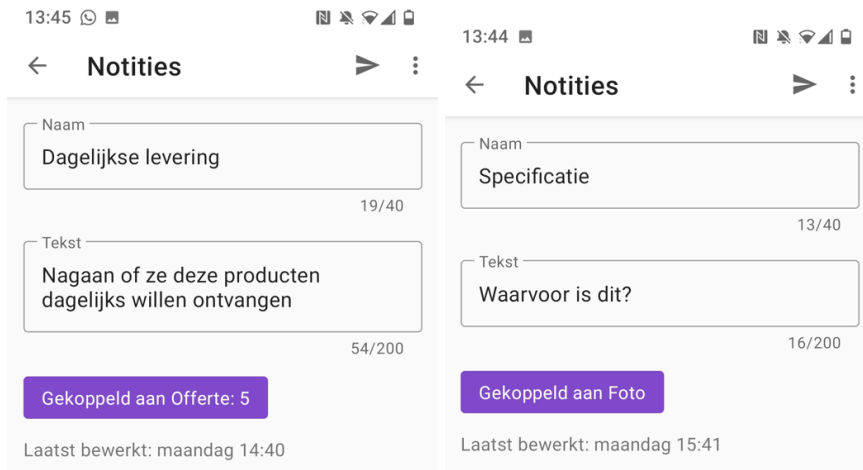 13:45
Notities
Naam
Dagelijkse levering
19/40
Tekst
Nagaan of ze deze producten
dagelijks willen ontvangen
54/200
Gekoppeld aan Offerte: 5
Laatst bewerkt: maandag 14:40
13:44
Notities
Naam
Specificatie
13/40
Tekst
Waarvoor is dit?
16/200
Gekoppeld aan Foto
Laatst bewerkt: maandag 15:41